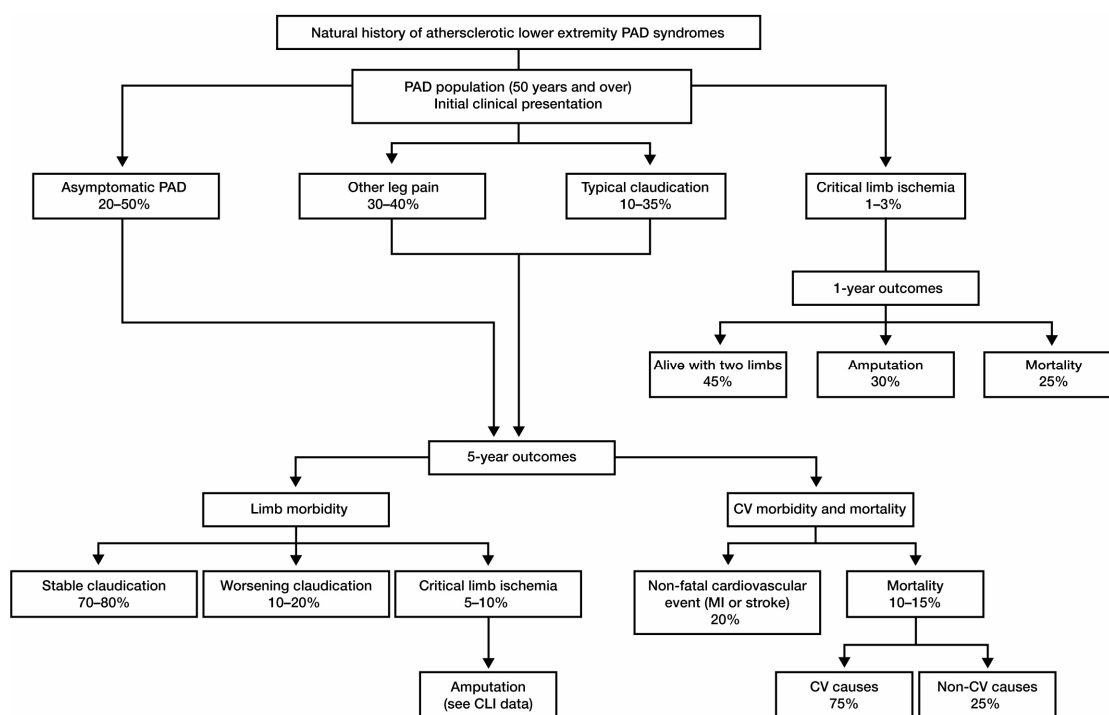 Natural history of athersclerotic lower extremity PAD syndromes
PAD population (50 years and over)
Initial clinical presentation
Asymptomatic PAD
20–50%
Other leg pain
30–40%
Typical claudication
10–35%
Critical limb ischemia
1–3%
1-year outcomes
Alive with two limbs
45%
Amputation
30%
Mortality
25%
5-year outcomes
Limb morbidity
CV morbidity and mortality
Stable claudication
70–80%
Worsening claudication
10–20%
Critical limb ischemia
5–10%
Non-fatal cardiovascular
event (MI or stroke)
20%
Mortality
10–15%
Amputation
(see CLI data)
CV causes
75%
Non-CV causes
25%